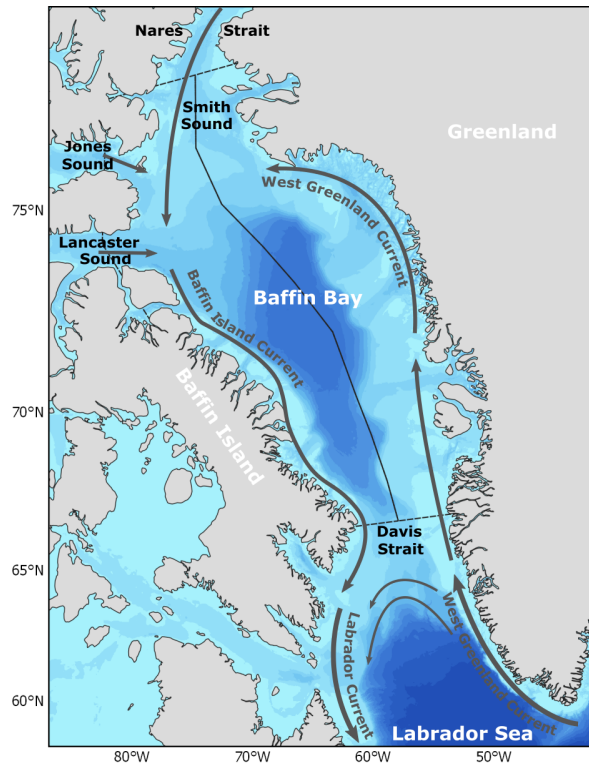 Nares Strait
Smith
Sound
Greenland
Jones
Sound
West Greenland Current
75°N
Lancaster
Sound
Baffin Bay
Baffin Island Current
Baffin Island
70°N
Davis
Strait
65°N
West Greenland Current
Labrador Current
60°N
Labrador Sea
80°W
70°W
60°W
50°W